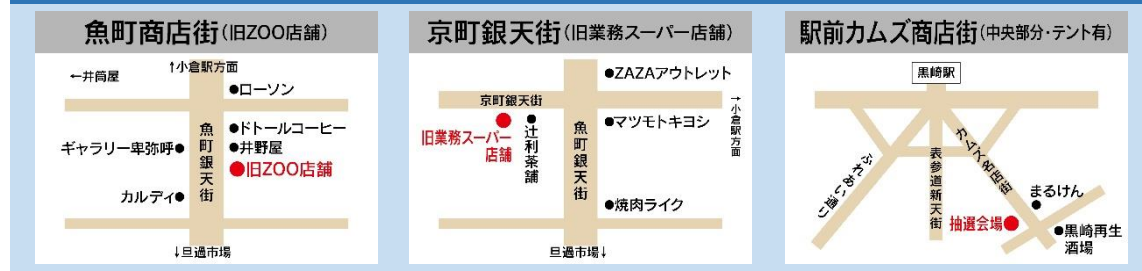 魚町商店街(旧ZOO店舗)
↑小倉駅方面
←井筒屋
●ローソン
魚町銀天街
●ドトールコーヒー
ギャラリー卑弥呼●
●井野屋
●旧ZOO店舗
カルディ●
↓旦過市場
京町銀天街(旧業務スーパー店舗)
●ZAZAアウトレット
京町銀天街
→小倉駅方面
●マツモトキヨシ
旧業務スーパー
店舗
辻利茶舗
魚町銀天街
●焼肉ライク
旦過市場↓
駅前カムズ商店街(中央部分・テント有)
黒崎駅
ふれあい通り
表参道新天街
カムズ名店街
まるけん
抽選会場●
●黒崎再生
酒場